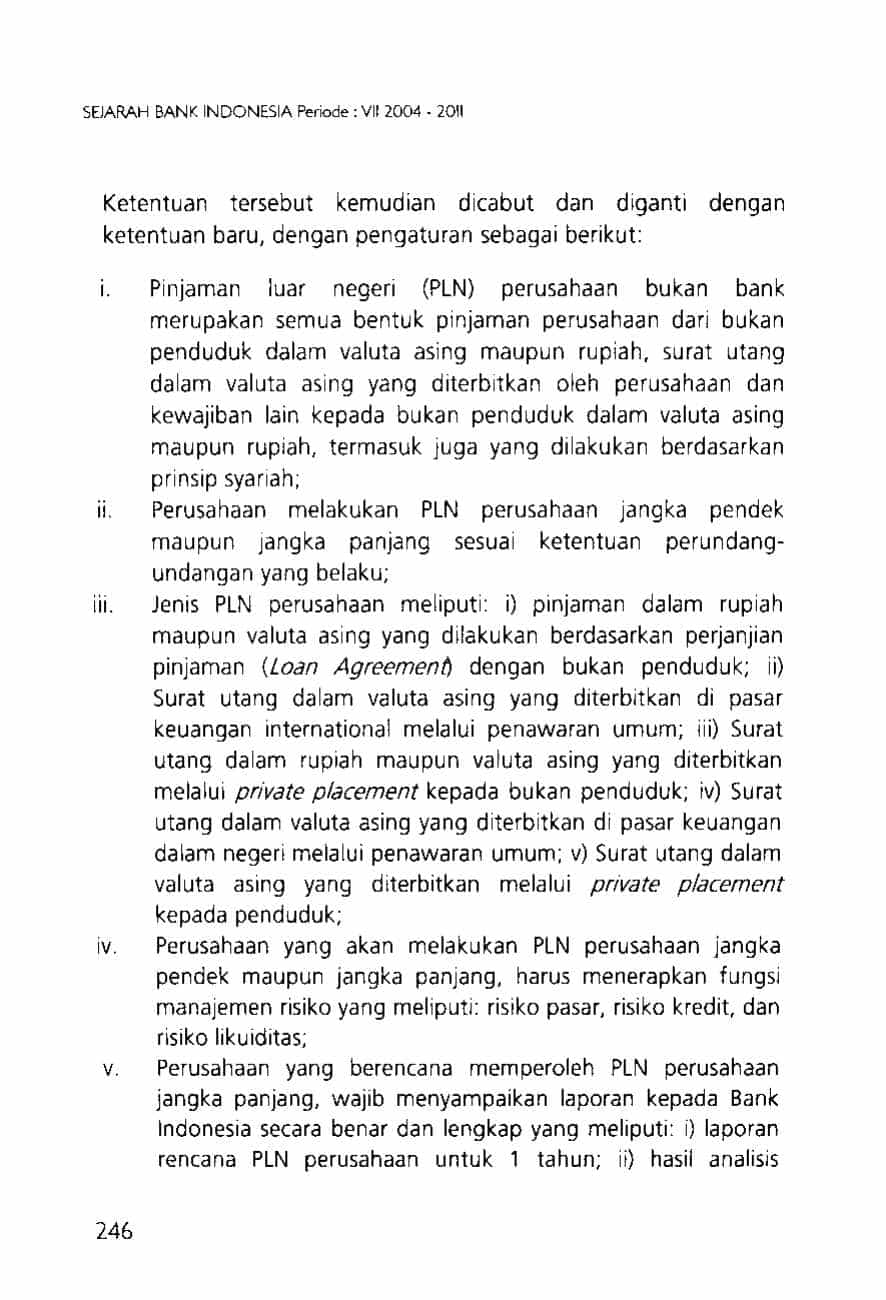 SEJARAH BANK INDONESIA Periode : VII 2004 - 2011
Ketentuan tersebut kemudian dicabut dan diganti dengan
ketentuan baru, dengan pengaturan sebagai berikut:
i. Pinjaman luar negeri (PLN) perusahaan bukan bank
merupakan semua bentuk pinjaman perusahaan dari bukan
penduduk dalam valuta asing maupun rupiah, surat utang
dalam valuta asing yang diterbitkan oleh perusahaan dan
kewajiban lain kepada bukan penduduk dalam valuta asing
maupun rupiah, termasuk juga yang dilakukan berdasarkan
prinsip syariah;
ii. Perusahaan melakukan PLN perusahaan jangka pendek
maupun jangka panjang sesuai ketentuan perundang-
undangan yang belaku;
iii. Jenis PLN perusahaan meliputi: i) pinjaman dalam rupiah
maupun valuta asing yang dilakukan berdasarkan perjanjian
pinjaman (Loan Agreement) dengan bukan penduduk; ii)
Surat utang dalam valuta asing yang diterbitkan di pasar
keuangan international melalui penawaran umum; iii) Surat
utang dalam rupiah maupun valuta asing yang diterbitkan
melalui private placement kepada bukan penduduk; iv) Surat
utang dalam valuta asing yang diterbitkan di pasar keuangan
dalam negeri melalui penawaran umum; v) Surat utang dalam
valuta asing yang diterbitkan melalui private placement
kepada penduduk;
iv. Perusahaan yang akan melakukan PLN perusahaan jangka
pendek maupun jangka panjang, harus menerapkan fungsi
manajemen risiko yang meliputi: risiko pasar, risiko kredit, dan
risiko likuiditas;
v. Perusahaan yang berencana memperoleh PLN perusahaan
jangka panjang, wajib menyampaikan laporan kepada Bank
Indonesia secara benar dan lengkap yang meliputi: i) laporan
rencana PLN perusahaan untuk 1 tahun; ii) hasil analisis
246